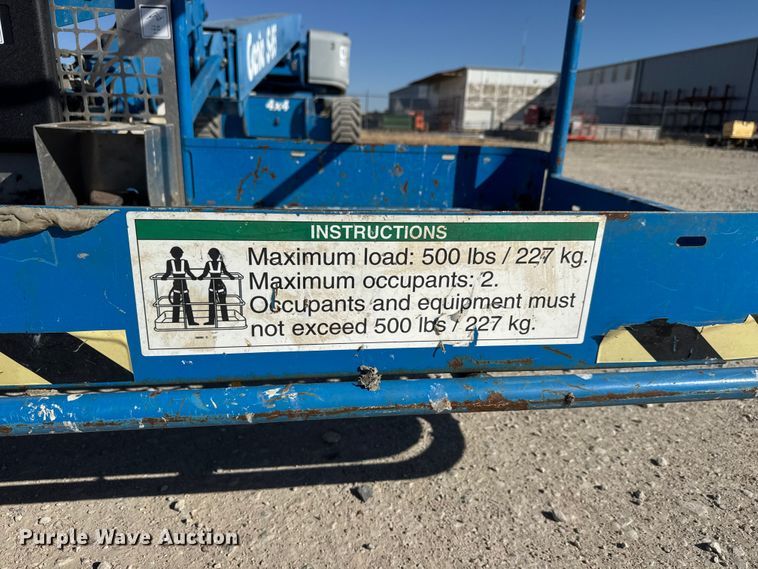 Genie S-85
4x4
INSTRUCTIONS
Maximum load: 500 lbs / 227 kg.
Maximum occupants: 2.
Occupants and equipment must
not exceed 500 lbs / 227 kg.
Purple Wave Auction